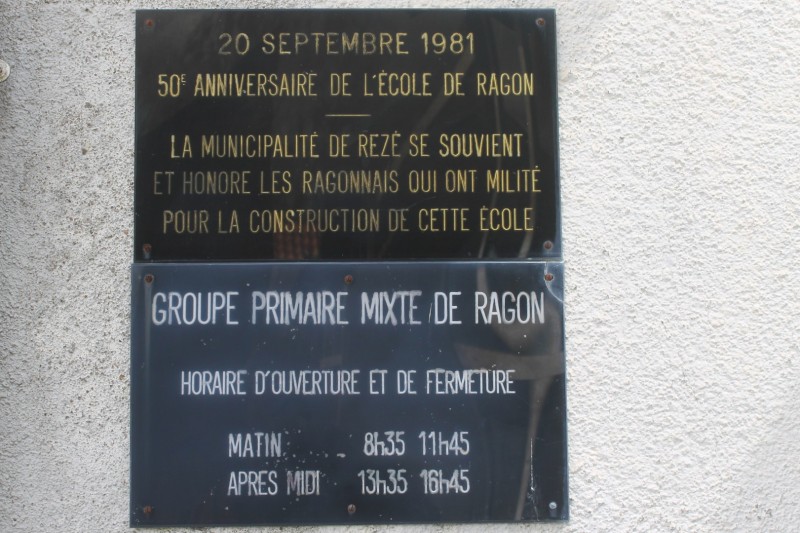 20 SEPTEMBRE 1981
50E ANNIVERSAIRE DE L'ÉCOLE DE RAGON
LA MUNICIPALITÉ DE REZÉ SE SOUVIENT
ET HONORE LES RAGONNAIS QUI ONT MILITÉ
POUR LA CONSTRUCTION DE CETTE ÉCOLE
GROUPE PRIMAIRE MIXTE DE RAGON
HORAIRE D'OUVERTURE ET DE FERMETURE
MATIN 8h35 11h45
APRES MIDI 13h35 16h45